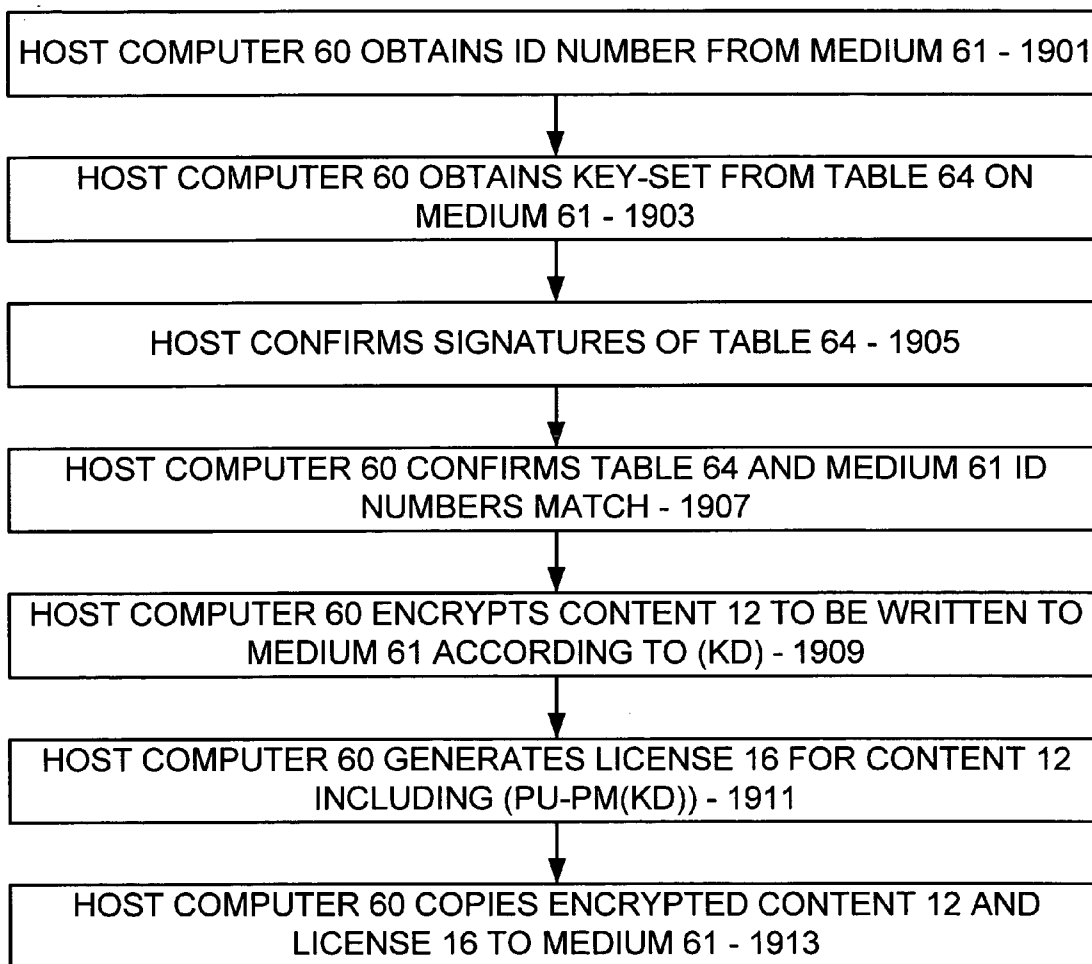 HOST COMPUTER 60 OBTAINS ID NUMBER FROM MEDIUM 61 - 1901
HOST COMPUTER 60 OBTAINS KEY-SET FROM TABLE 64 ON
MEDIUM 61 - 1903
HOST CONFIRMS SIGNATURES OF TABLE 64 - 1905
HOST COMPUTER 60 CONFIRMS TABLE 64 AND MEDIUM 61 ID
NUMBERS MATCH - 1907
HOST COMPUTER 60 ENCRYPTS CONTENT 12 TO BE WRITTEN TO
MEDIUM 61 ACCORDING TO (KD) - 1909
HOST COMPUTER 60 GENERATES LICENSE 16 FOR CONTENT 12
INCLUDING (PU-PM(KD)) - 1911
HOST COMPUTER 60 COPIES ENCRYPTED CONTENT 12 AND
LICENSE 16 TO MEDIUM 61 - 1913